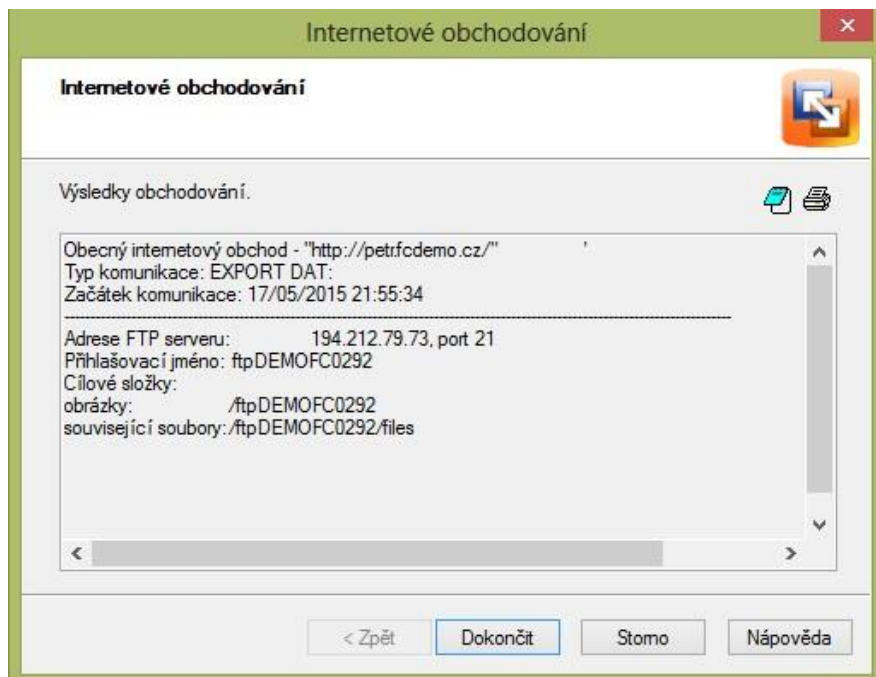 Internetové obchodování
Internetové obchodování
Výsledky obchodování.
Obecný internetový obchod - "http://petr.fcdemo.cz/" '
Typ komunikace: EXPORT DAT:
Začátek komunikace: 17/05/2015 21:55:34
Adrese FTP serveru: 194.212.79.73, port 21
Přihlašovací jméno: ftpDEMOFC0292
Cílové složky:
obrázky: /ftpDEMOFC0292
související soubory:/ftpDEMOFC0292/files
< Zpět Dokončit Storno Nápověda